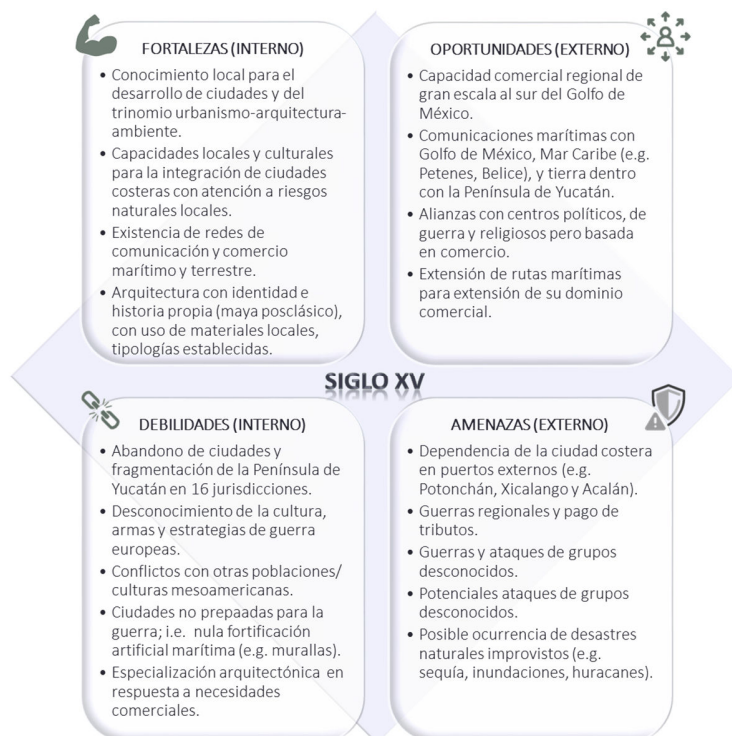 FORTALEZAS (INTERNO)
• Conocimiento local para el
desarrollo de ciudades y del
trinomio urbanismo-arquitectura-
ambiente.
• Capacidades locales y culturales
para la integración de ciudades
costeras con atención a riesgos
naturales locales.
• Existencia de redes de
comunicación y comercio
marítimo y terrestre.
• Arquitectura con identidad e
historia propia (maya posclásico),
con uso de materiales locales,
tipologías establecidas.
OPORTUNIDADES (EXTERNO)
• Capacidad comercial regional de
gran escala al sur del Golfo de
México.
• Comunicaciones marítimas con
Golfo de México, Mar Caribe (e.g.
Petenes, Belice), y tierra dentro
con la Península de Yucatán.
• Alianzas con centros políticos, de
guerra y religiosos pero basada
en comercio.
• Extensión de rutas marítimas
para extensión de su dominio
comercial.
SIGLO XV
DEBILIDADES (INTERNO)
• Abandono de ciudades y
fragmentación de la Península de
Yucatán en 16 jurisdicciones.
• Desconocimiento de la cultura,
armas y estrategias de guerra
europeas.
• Conflictos con otras poblaciones/
culturas mesoamericanas.
• Ciudades no prepaadas para la
guerra; i.e. nula fortificación
artificial marítima (e.g. murallas).
• Especialización arquitectónica en
respuesta a necesidades
comerciales.
AMENAZAS (EXTERNO)
• Dependencia de la ciudad costera
en puertos externos (e.g.
Potonchán, Xicalango y Acalán).
• Guerras regionales y pago de
tributos.
• Guerras y ataques de grupos
desconocidos.
• Potenciales ataques de grupos
desconocidos.
• Posible ocurrencia de desastres
naturales improvistos (e.g.
sequía, inundaciones, huracanes).